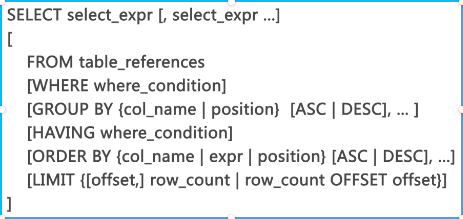 SELECT select_expr [, select_expr ...]
[
FROM table_references
[WHERE where_condition]
[GROUP BY {col_name | position} [ASC | DESC], ... ]
[HAVING where_condition]
[ORDER BY {col_name | expr | position} [ASC | DESC], ...]
[LIMIT {[offset,] row_count | row_count OFFSET offset}]
]